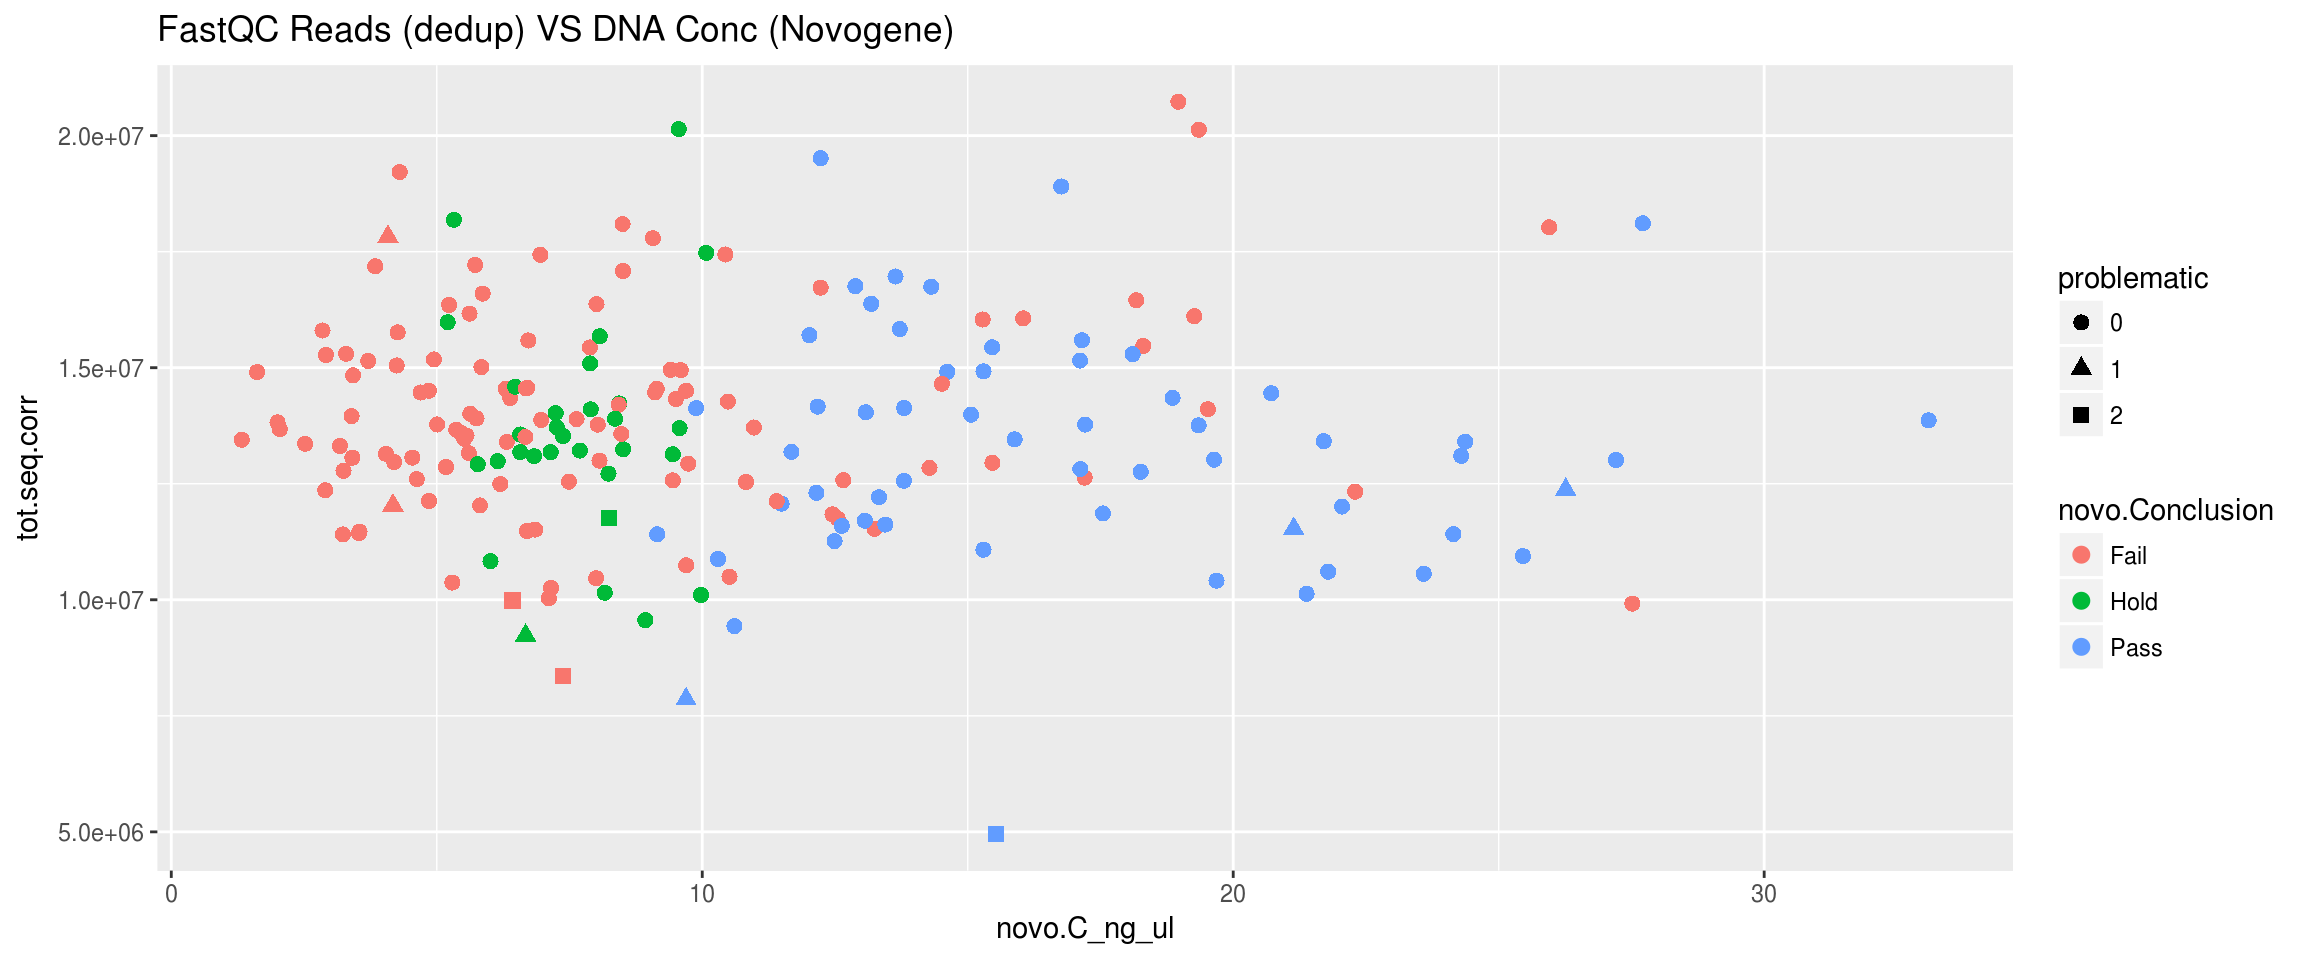 FastQC Reads (dedup) VS DNA Conc (Novogene)
tot.seq.corr
2.0e+07
1.5e+07
1.0e+07
5.0e+06
0 10 20 30
novo.C_ng_ul
problematic
0
1
2
novo.Conclusion
Fail
Hold
Pass